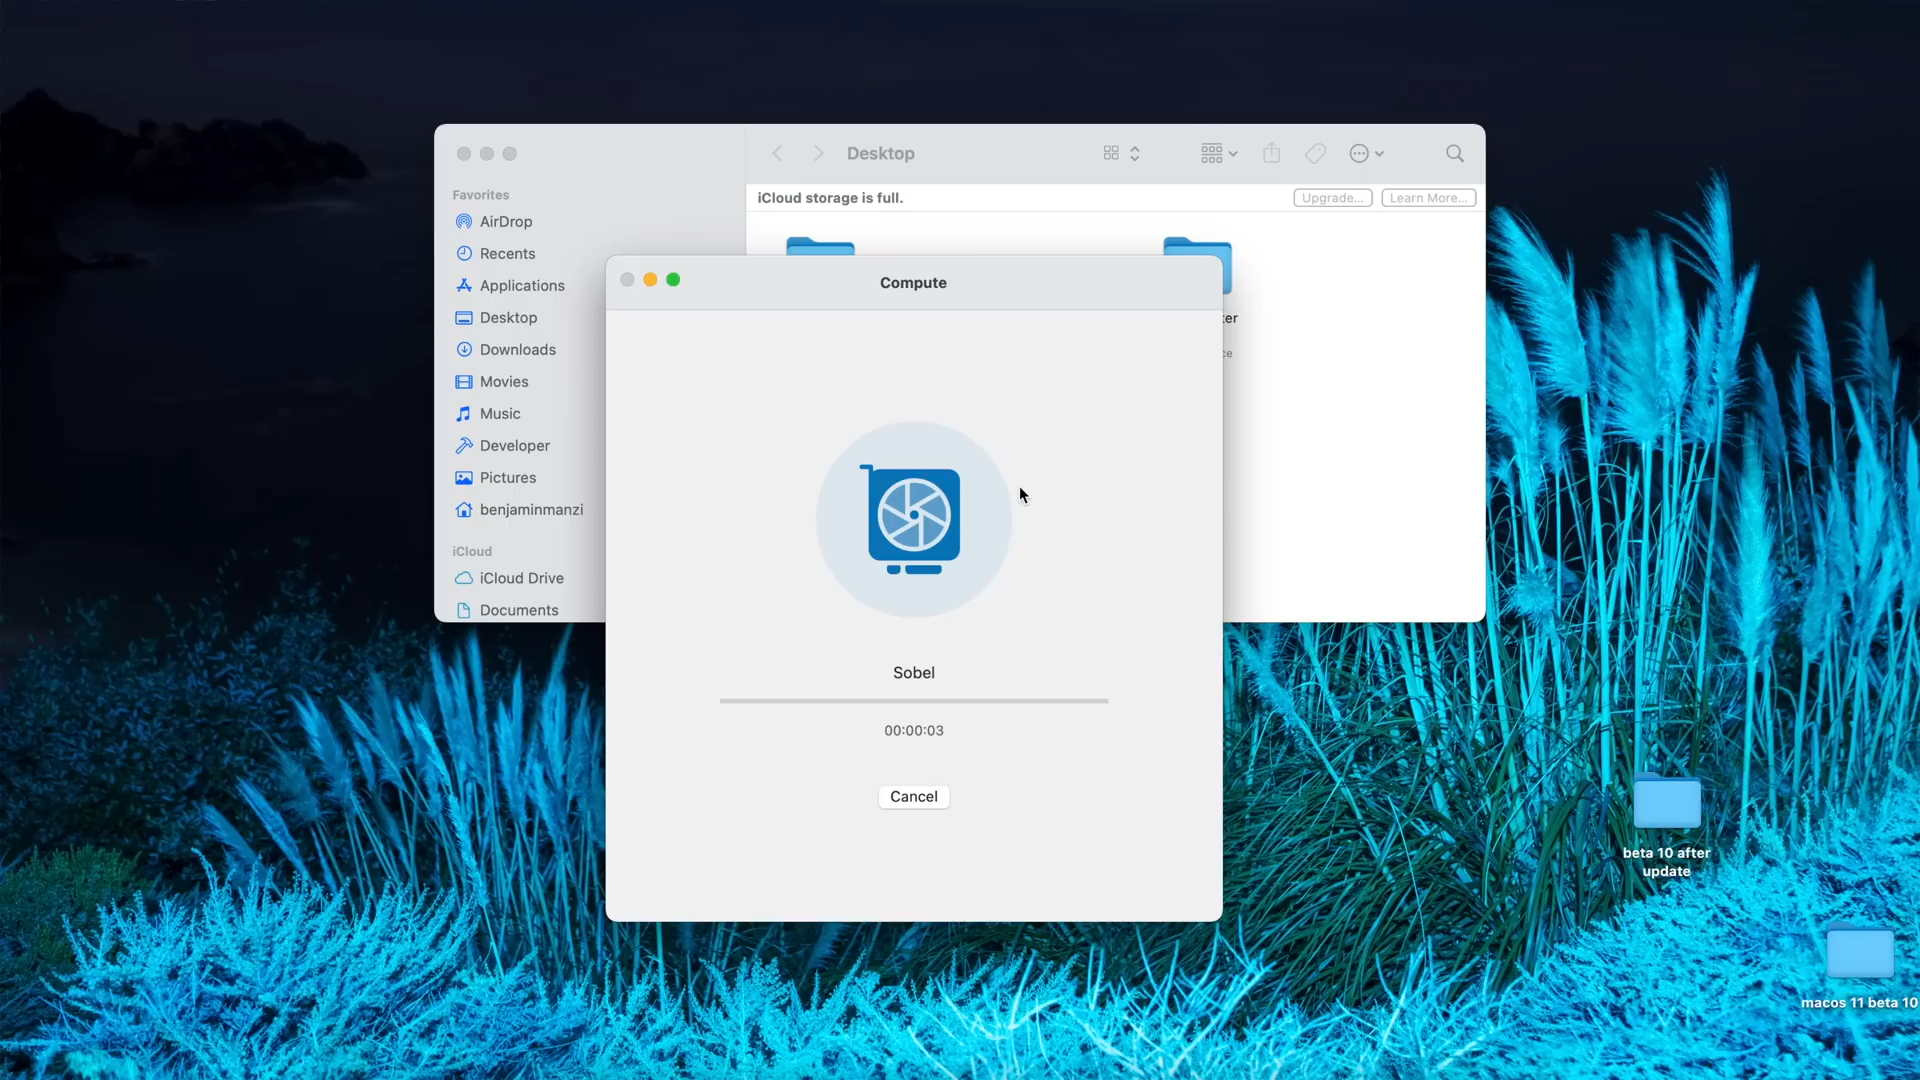 Desktop
iCloud storage is full.
Upgrade...
Learn More...
Favorites
AirDrop
Recents
Applications
Desktop
Downloads
Movies
Music
Developer
Pictures
benjaminmanzi
iCloud
iCloud Drive
Documents
Compute
Sobel
00:00:03
Cancel
beta 10 after
update
macos 11 beta 10